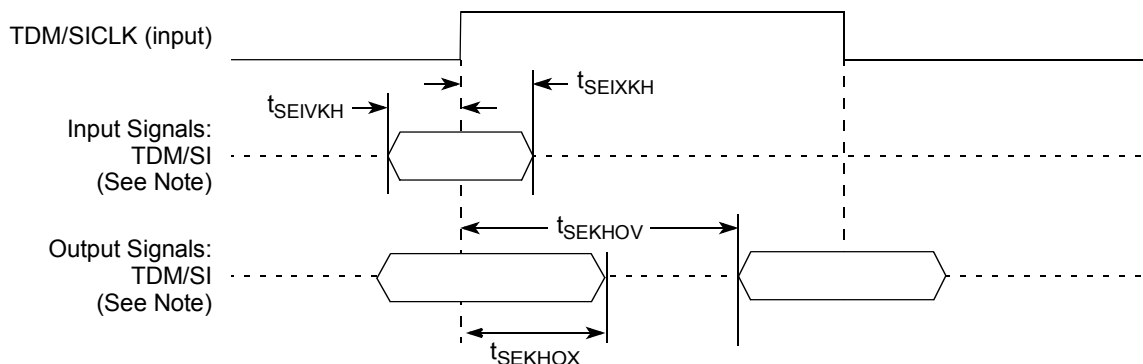 TDM/SICLK (input)
tSEIXKH
tSEIVKH
Input Signals:
TDM/SI
(See Note)
tSEKHOV
Output Signals:
TDM/SI
(See Note)
tSEKHOX